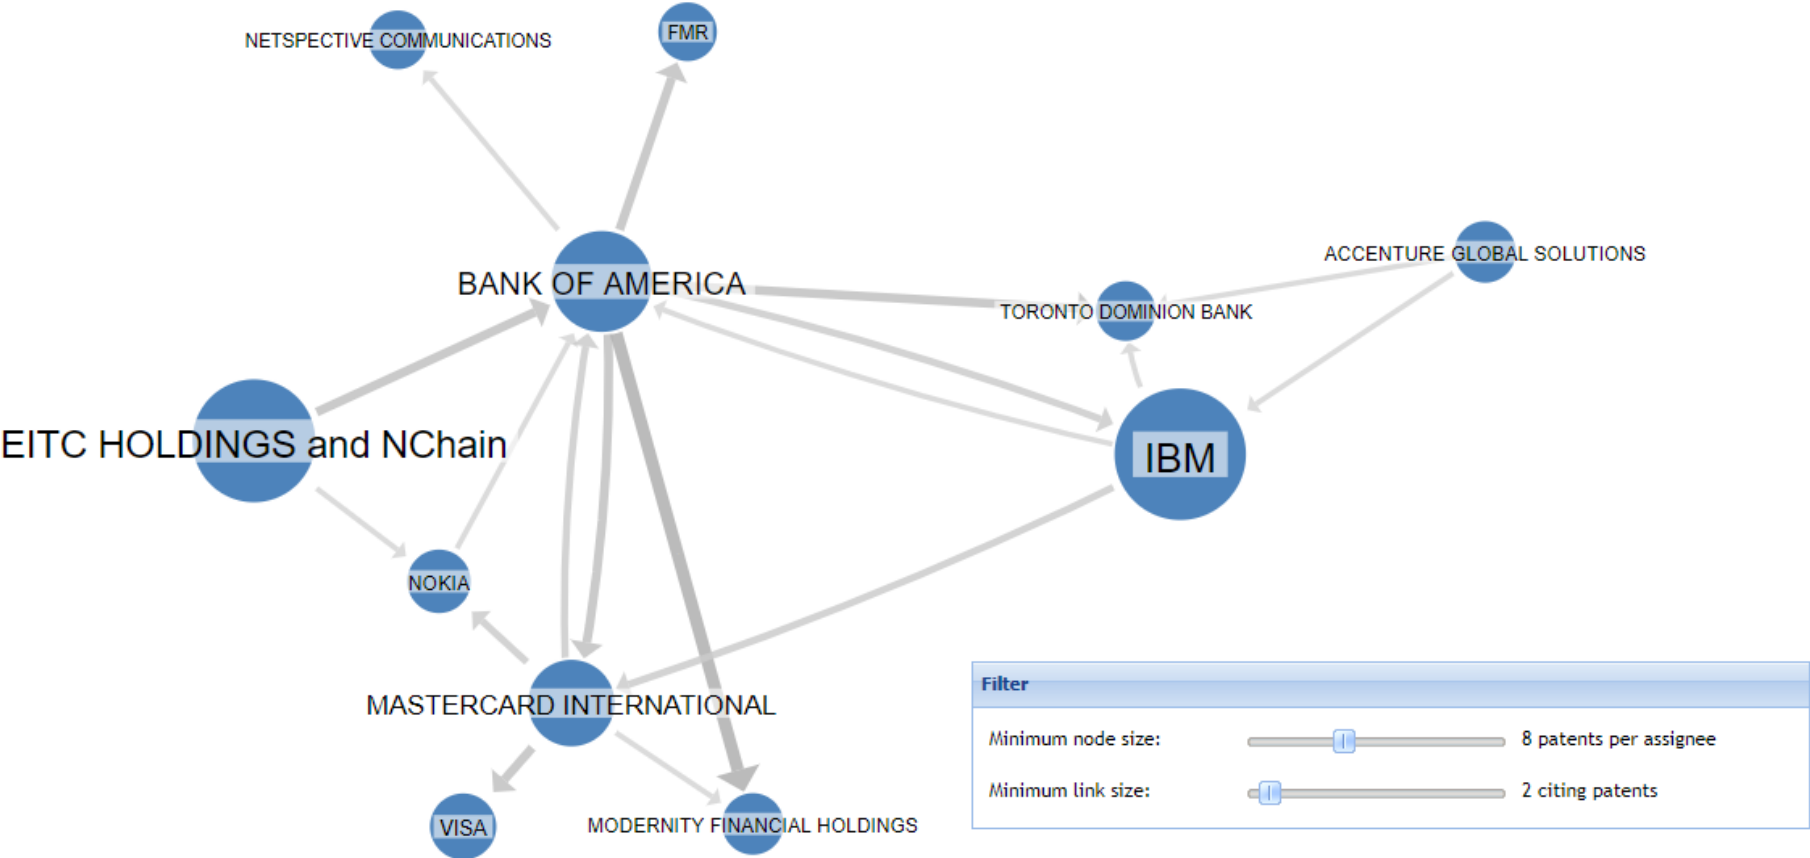 FMR
NETSPECTIVE COMMUNICATIONS
ACCENTURE GLOBAL SOLUTIONS
BANK OF AMERICA
TORONTO DOMINION BANK
EITC HOLDINGS and NChain
IBM
NOKIA
MASTERCARD INTERNATIONAL
VISA
MODERNITY FINANCIAL HOLDINGS
Filter
Minimum node size: 8 patents per assignee
Minimum link size: 2 citing patents